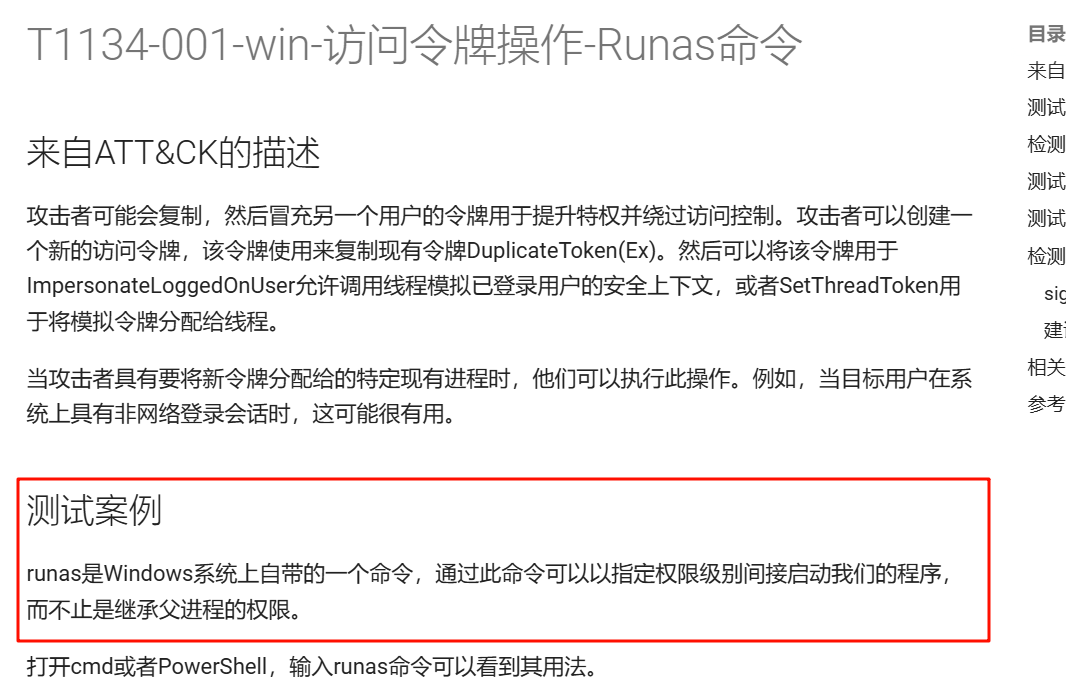 T1134-001-win-访问令牌操作-Runas命令
来自ATT&CK的描述
攻击者可能会复制，然后冒充另一个用户的令牌用于提升特权并绕过访问控制。攻击者可以创建一
个新的访问令牌，该令牌使用来复制现有令牌DuplicateToken(Ex)。然后可以将该令牌用于
ImpersonateLoggedOnUser允许调用线程模拟已登录用户的安全上下文，或者SetThreadToken用
于将模拟令牌分配给线程。
当攻击者具有要将新令牌分配给的特定现有进程时，他们可以执行此操作。例如，当目标用户在系
统上具有非网络登录会话时，这可能很有用。
测试案例
runas是Windows系统上自带的一个命令，通过此命令可以以指定权限级别间接启动我们的程序，
而不止是继承父进程的权限。
打开cmd或者PowerShell，输入runas命令可以看到其用法。
目录
来自
测试
检测
测试
测试
检测
sig
建
相关
参考